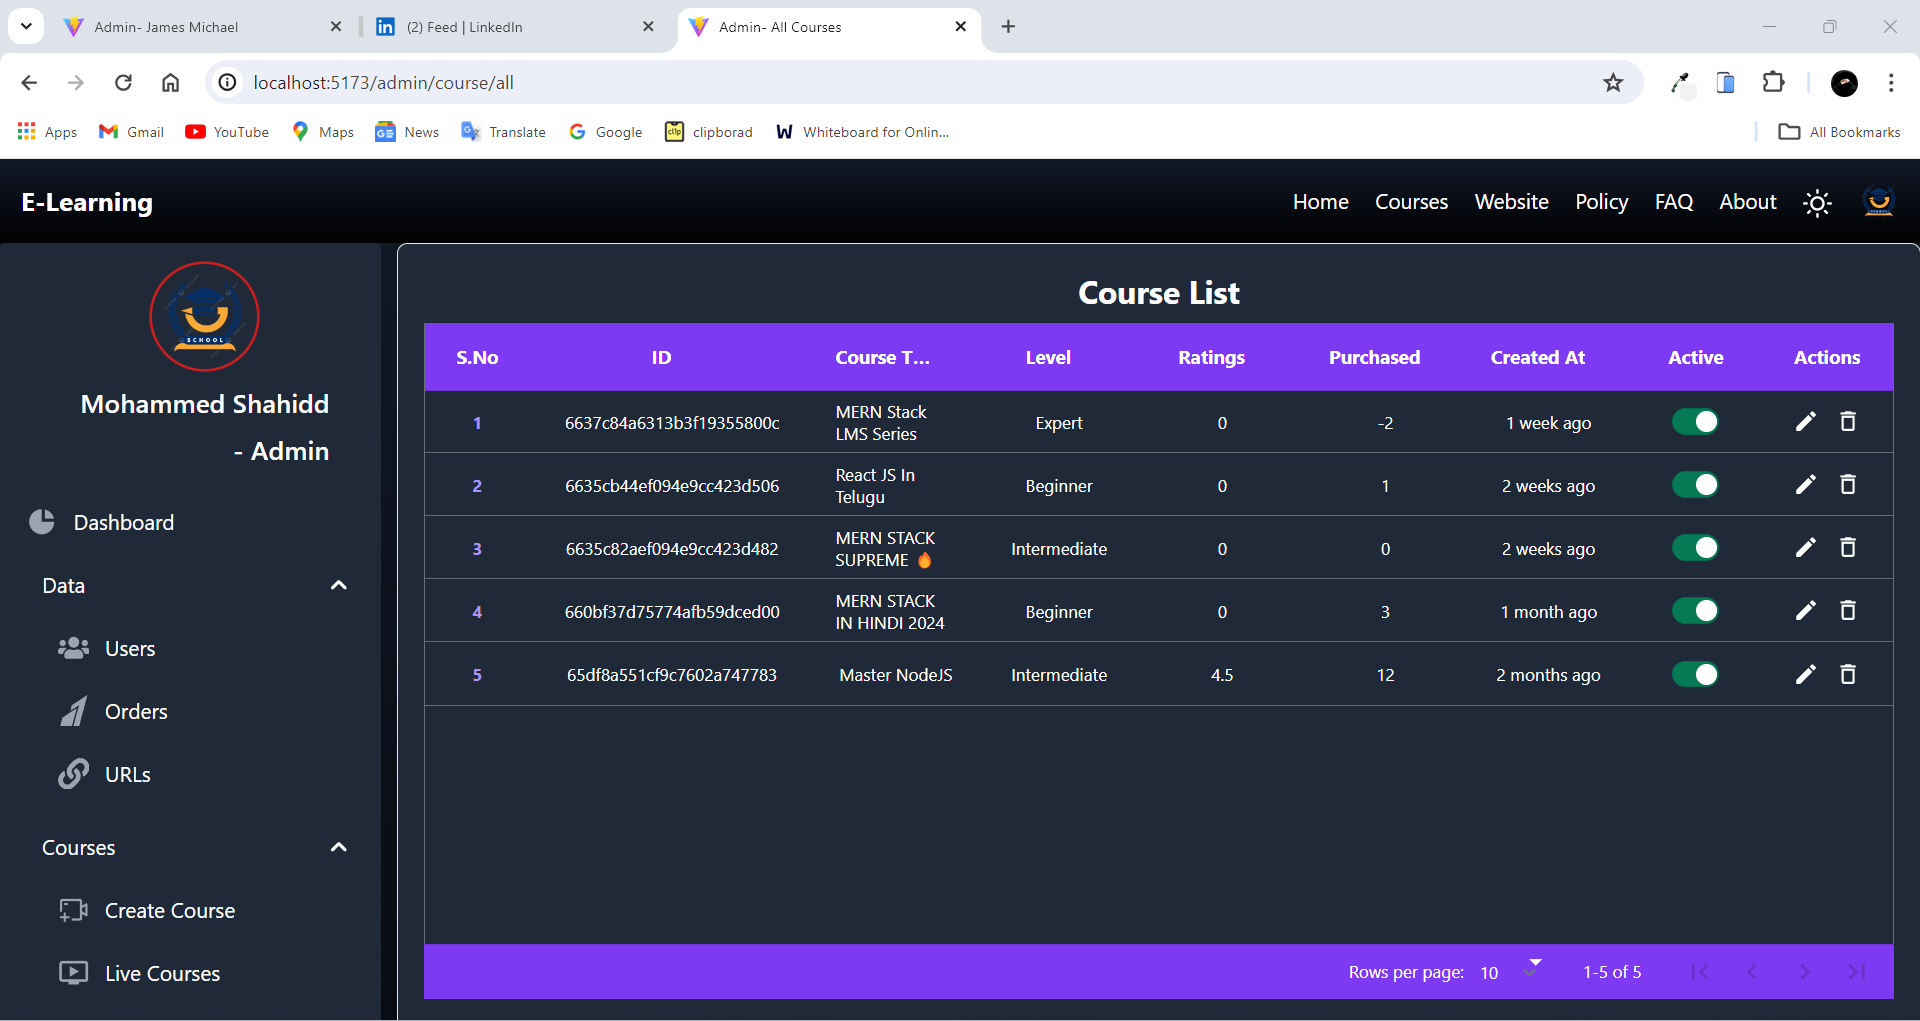 Admin- James Michael
(2) Feed | LinkedIn
Admin- All Courses
localhost:5173/admin/course/all
Apps
Gmail
YouTube
Maps
News
Translate
Google
clipborad
Whiteboard for Onlin...
All Bookmarks
E-Learning
Home
Courses
Website
Policy
FAQ
About
SCHOOL
Mohammed Shahidd
- Admin
Dashboard
Data
Users
Orders
URLs
Courses
Create Course
Live Courses
Course List
S.No ID Course T... Level Ratings Purchased Created At Active Actions
1 6637c84a6313b3f19355800c MERN Stack LMS Series Expert 0 -2 1 week ago
2 6635cb44ef094e9cc423d506 React JS In Telugu Beginner 0 1 2 weeks ago
3 6635c82aef094e9cc423d482 MERN STACK SUPREME 🔥 Intermediate 0 0 2 weeks ago
4 660bf37d75774afb59dced00 MERN STACK IN HINDI 2024 Beginner 0 3 1 month ago
5 65df8a551cf9c7602a747783 Master NodeJS Intermediate 4.5 12 2 months ago
Rows per page: 10 1-5 of 5